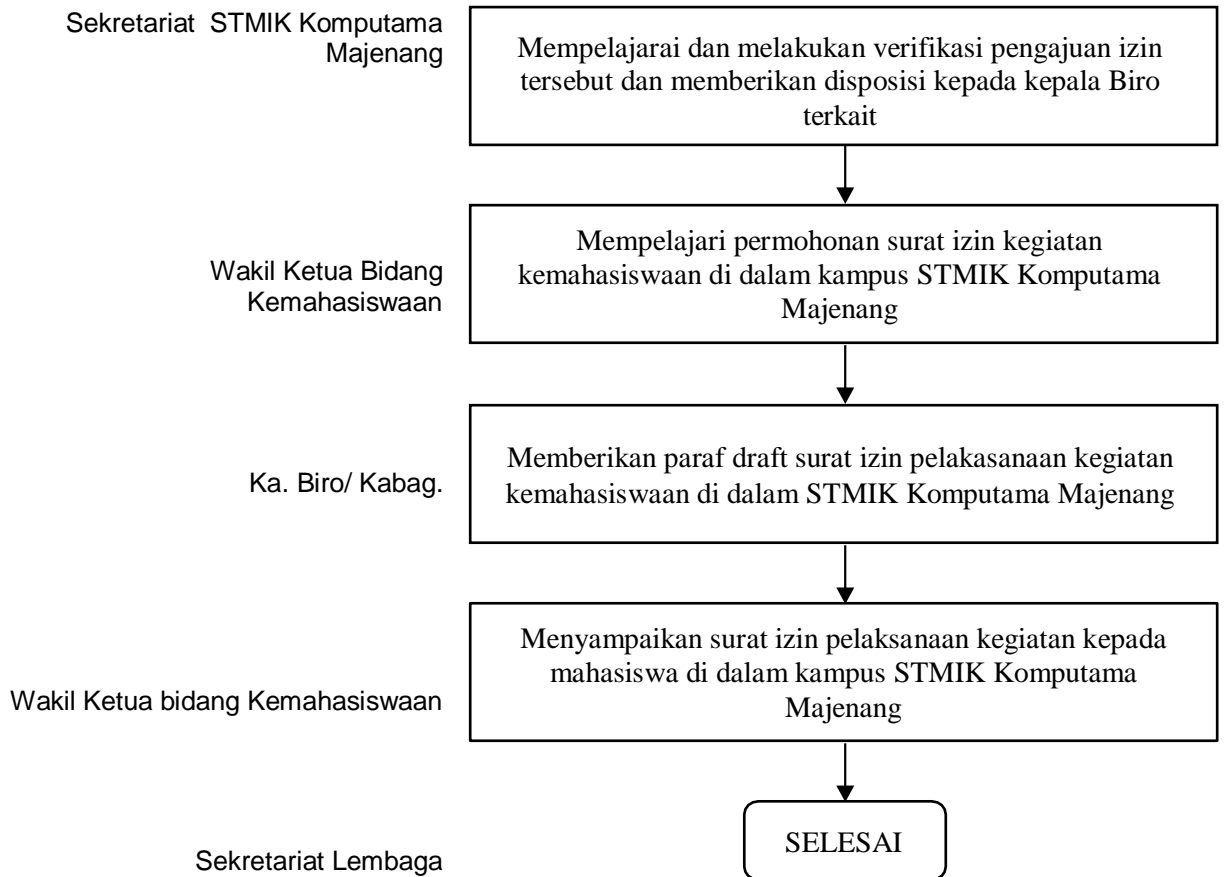 Sekretariat STMIK Komputama
Majenang
Mempelajarai dan melakukan verifikasi pengajuan izin
tersebut dan memberikan disposisi kepada kepala Biro
terkait
Wakil Ketua Bidang
Kemahasiswaan
Mempelajari permohonan surat izin kegiatan
kemahasiswaan di dalam kampus STMIK Komputama
Majenang
Ka. Biro/ Kabag.
Memberikan paraf draft surat izin pelakasanaan kegiatan
kemahasiswaan di dalam STMIK Komputama Majenang
Wakil Ketua bidang Kemahasiswaan
Menyampaikan surat izin pelaksanaan kegiatan kepada
mahasiswa di dalam kampus STMIK Komputama
Majenang
Sekretariat Lembaga
SELESAI